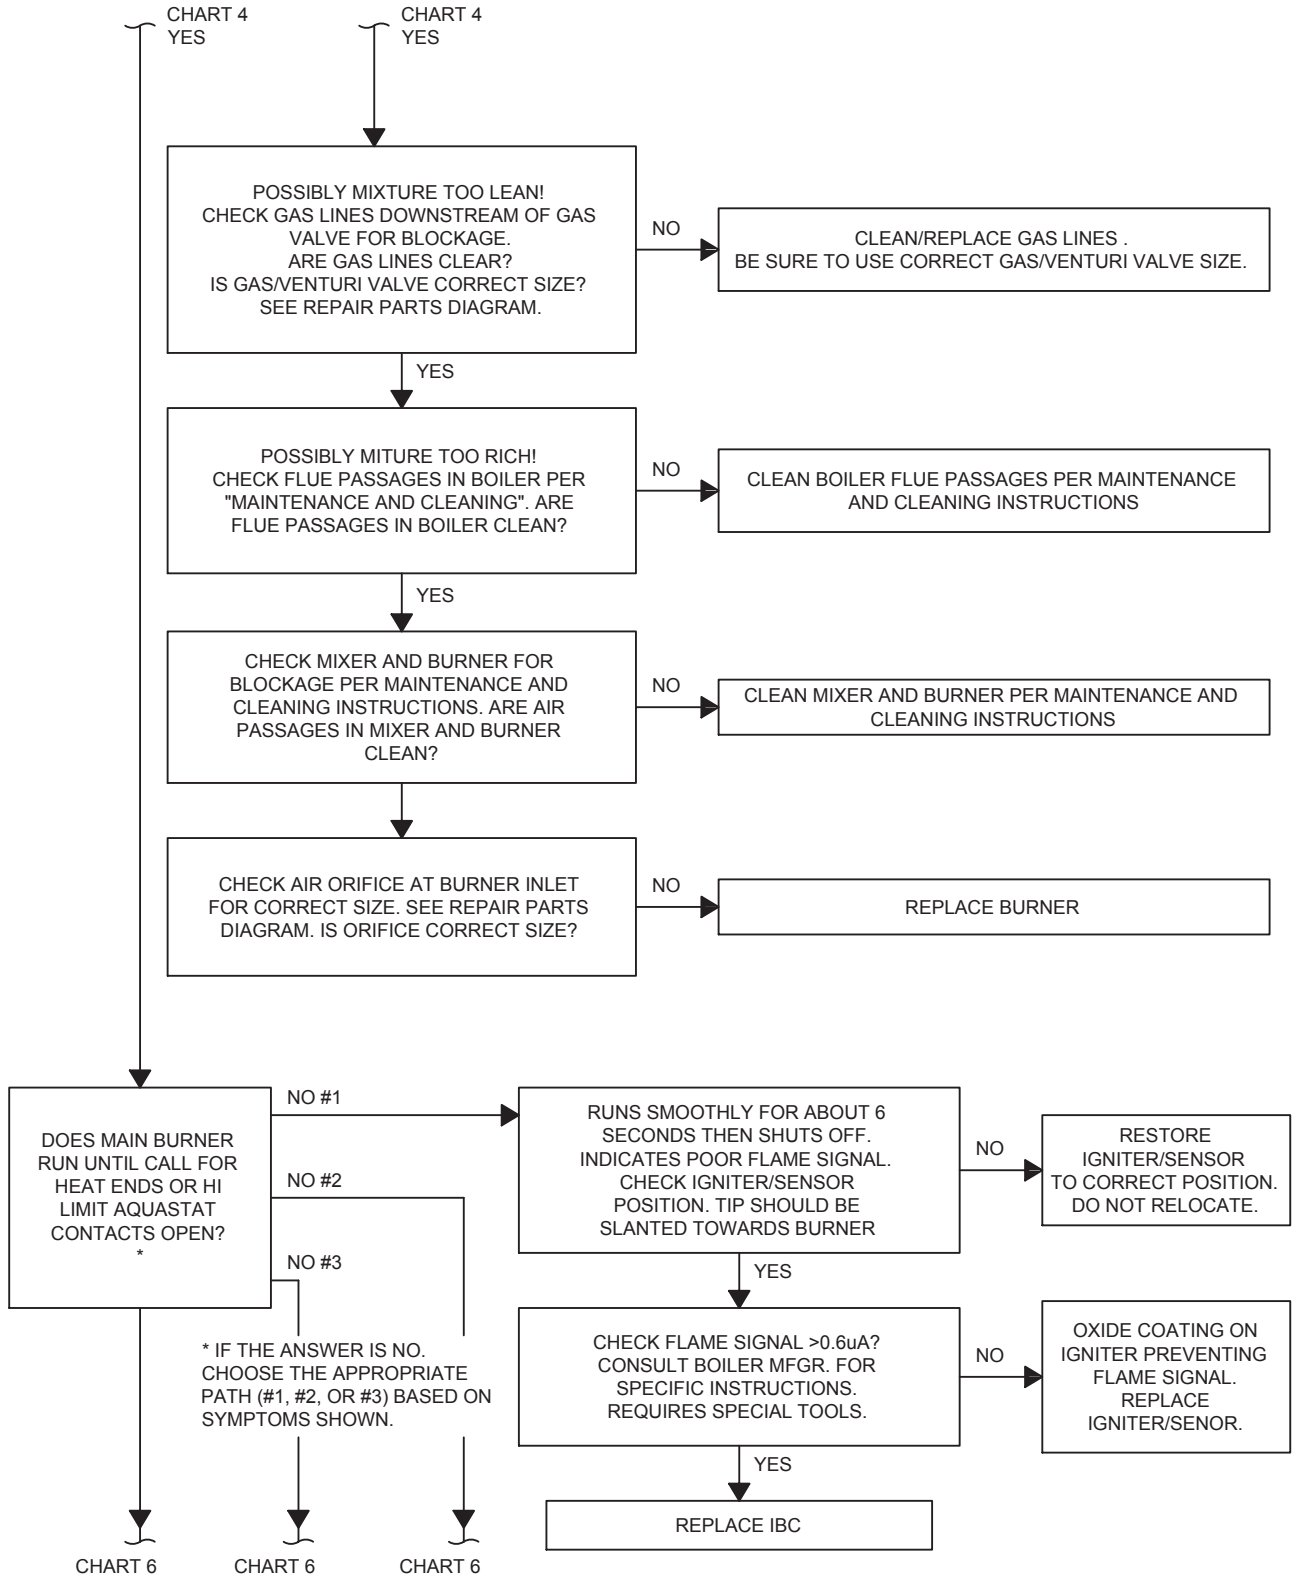 CHART 4
YES
CHART 4
YES
POSSIBLY MIXTURE TOO LEAN!
CHECK GAS LINES DOWNSTREAM OF GAS
VALVE FOR BLOCKAGE.
ARE GAS LINES CLEAR?
IS GAS/VENTURI VALVE CORRECT SIZE?
SEE REPAIR PARTS DIAGRAM.
NO
CLEAN/REPLACE GAS LINES .
BE SURE TO USE CORRECT GAS/VENTURI VALVE SIZE.
YES
POSSIBLY MITURE TOO RICH!
CHECK FLUE PASSAGES IN BOILER PER
"MAINTENANCE AND CLEANING". ARE
FLUE PASSAGES IN BOILER CLEAN?
NO
CLEAN BOILER FLUE PASSAGES PER MAINTENANCE
AND CLEANING INSTRUCTIONS
YES
CHECK MIXER AND BURNER FOR
BLOCKAGE PER MAINTENANCE AND
CLEANING INSTRUCTIONS. ARE AIR
PASSAGES IN MIXER AND BURNER
CLEAN?
NO
CLEAN MIXER AND BURNER PER MAINTENANCE AND
CLEANING INSTRUCTIONS
CHECK AIR ORIFICE AT BURNER INLET
FOR CORRECT SIZE. SEE REPAIR PARTS
DIAGRAM. IS ORIFICE CORRECT SIZE?
NO
REPLACE BURNER
DOES MAIN BURNER
RUN UNTIL CALL FOR
HEAT ENDS OR HI
LIMIT AQUASTAT
CONTACTS OPEN?
*
NO #1
NO #2
NO #3
RUNS SMOOTHLY FOR ABOUT 6
SECONDS THEN SHUTS OFF.
INDICATES POOR FLAME SIGNAL.
CHECK IGNITER/SENSOR
POSITION. TIP SHOULD BE
SLANTED TOWARDS BURNER
NO
RESTORE
IGNITER/SENSOR
TO CORRECT POSITION.
DO NOT RELOCATE.
YES
* IF THE ANSWER IS NO.
CHOOSE THE APPROPRIATE
PATH (#1, #2, OR #3) BASED ON
SYMPTOMS SHOWN.
CHECK FLAME SIGNAL >0.6uA?
CONSULT BOILER MFGR. FOR
SPECIFIC INSTRUCTIONS.
REQUIRES SPECIAL TOOLS.
NO
OXIDE COATING ON
IGNITER PREVENTING
FLAME SIGNAL.
REPLACE
IGNITER/SENOR.
YES
REPLACE IBC
CHART 6
CHART 6
CHART 6